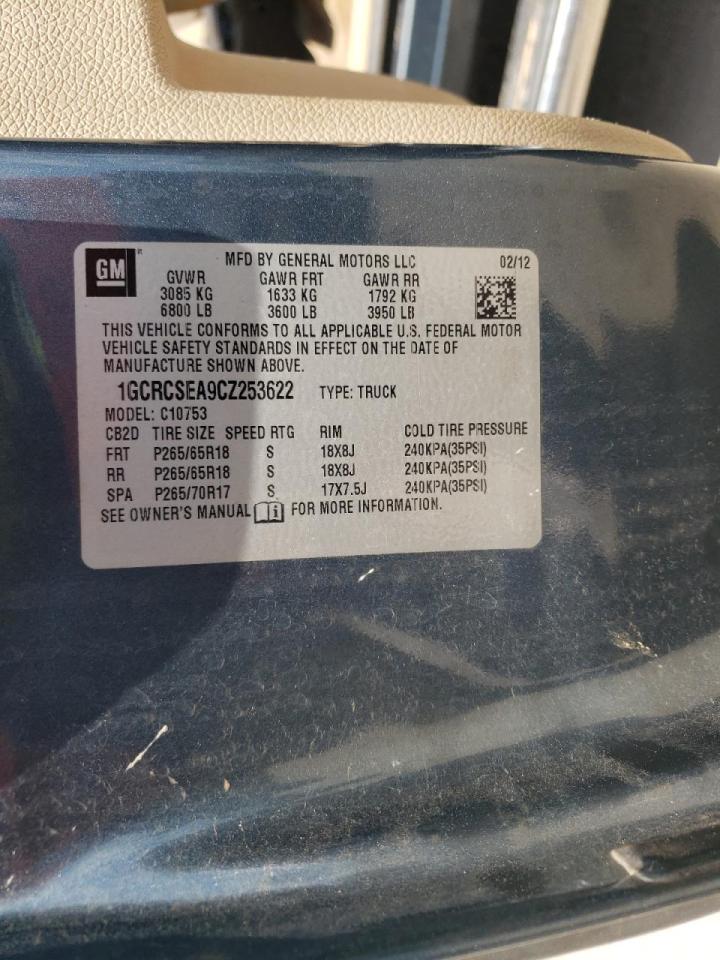 GM MFD BY GENERAL MOTORS LLC 02/12
GVWR GAWR FRT GAWR RR
3085 KG 1633 KG 1792 KG
6800 LB 3600 LB 3950 LB
THIS VEHICLE CONFORMS TO ALL APPLICABLE U.S. FEDERAL MOTOR
VEHICLE SAFETY STANDARDS IN EFFECT ON THE DATE OF
MANUFACTURE SHOWN ABOVE.
1GCRCSEA9CZ253622 TYPE: TRUCK
MODEL: C10753
CB2D TIRE SIZE SPEED RTG RIM COLD TIRE PRESSURE
FRT P265/65R18 S 18X8J 240KPA(35PSI)
RR P265/65R18 S 18X8J 240KPA(35PSI)
SPA P265/70R17 S 17X7.5J 240KPA(35PSI)
SEE OWNER'S MANUAL i FOR MORE INFORMATION.